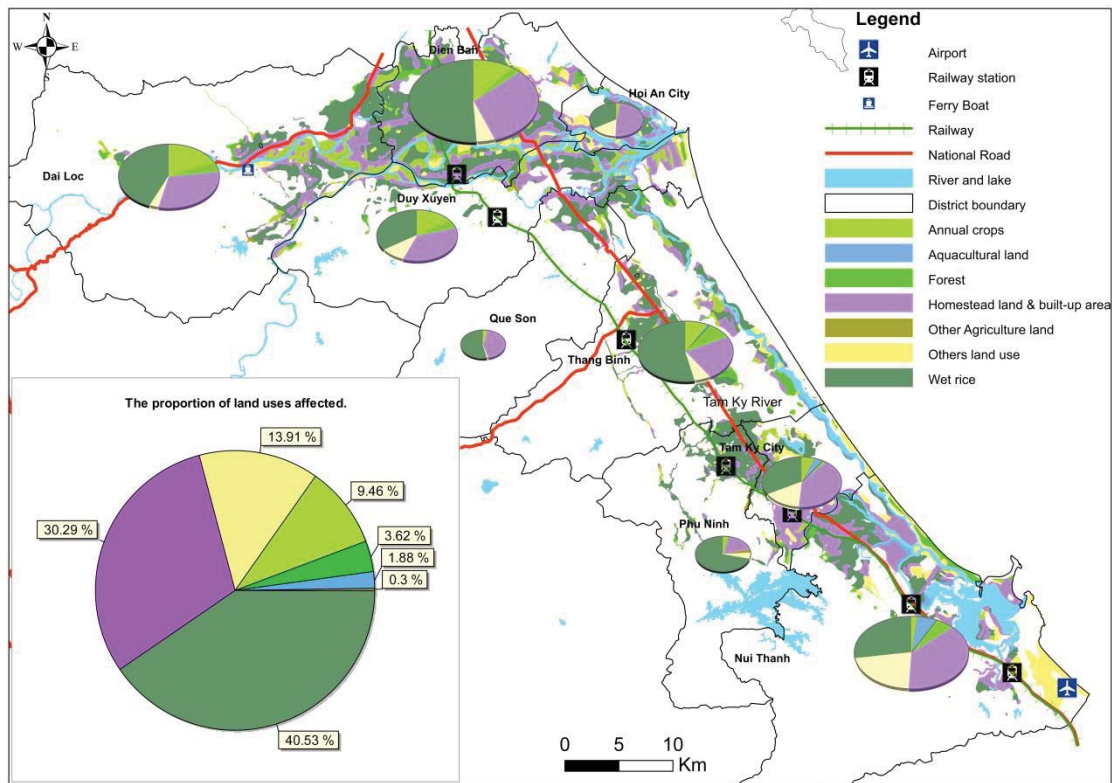 N
W E
S
Legend
Airport
Railway station
Ferry Boat
Railway
National Road
River and lake
District boundary
Annual crops
Aquacultural land
Forest
Homestead land & built-up area
Other Agriculture land
Others land use
Wet rice
Dien Ban
Hoi An City
Dai Loc
Duy Xuyen
Que Son
Thang Binh
Tam Ky River
Tam Ky City
Phu Ninh
Nui Thanh
The proportion of land uses affected.
13.91 %
9.46 %
30.29 %
3.62 %
1.88 %
0.3 %
40.53 %
0 5 10
Km